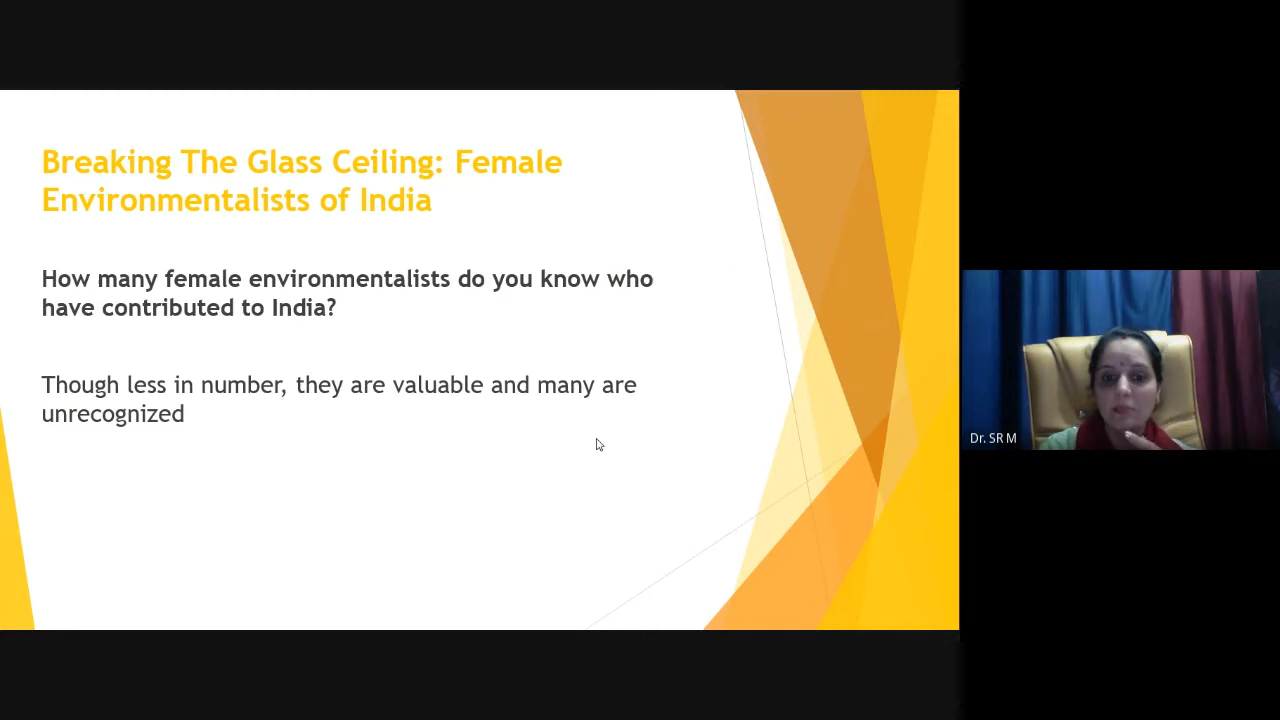 Breaking The Glass Ceiling: Female
Environmentalists of India
How many female environmentalists do you know who
have contributed to India?
Though less in number, they are valuable and many are
unrecognized
Dr. SR M